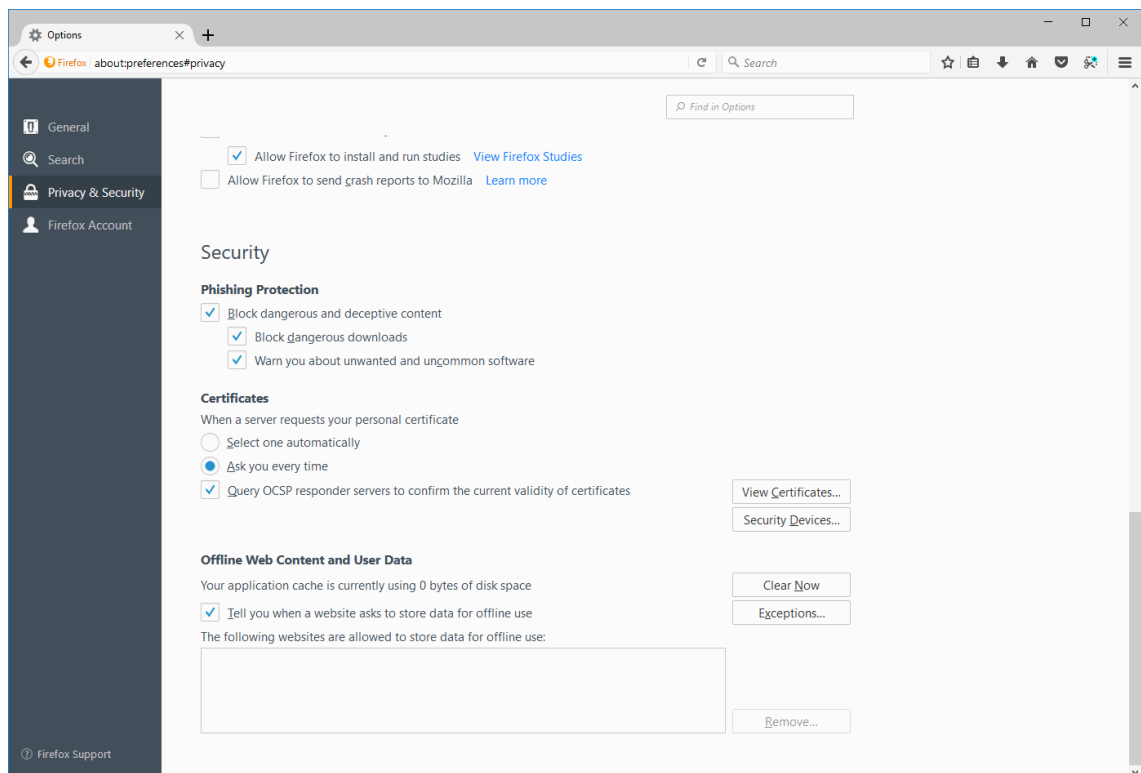 Options
Firefox about:preferences#privacy Search
Find in Options
General
Search
Privacy & Security
Firefox Account
Allow Firefox to install and run studies View Firefox Studies
Allow Firefox to send crash reports to Mozilla Learn more
Security
Phishing Protection
Block dangerous and deceptive content
Block dangerous downloads
Warn you about unwanted and uncommon software
Certificates
When a server requests your personal certificate
Select one automatically
Ask you every time
Query OCSP responder servers to confirm the current validity of certificates View Certificates...
Security Devices...
Offline Web Content and User Data
Your application cache is currently using 0 bytes of disk space Clear Now
Tell you when a website asks to store data for offline use Exceptions...
The following websites are allowed to store data for offline use:
Remove...
Firefox Support